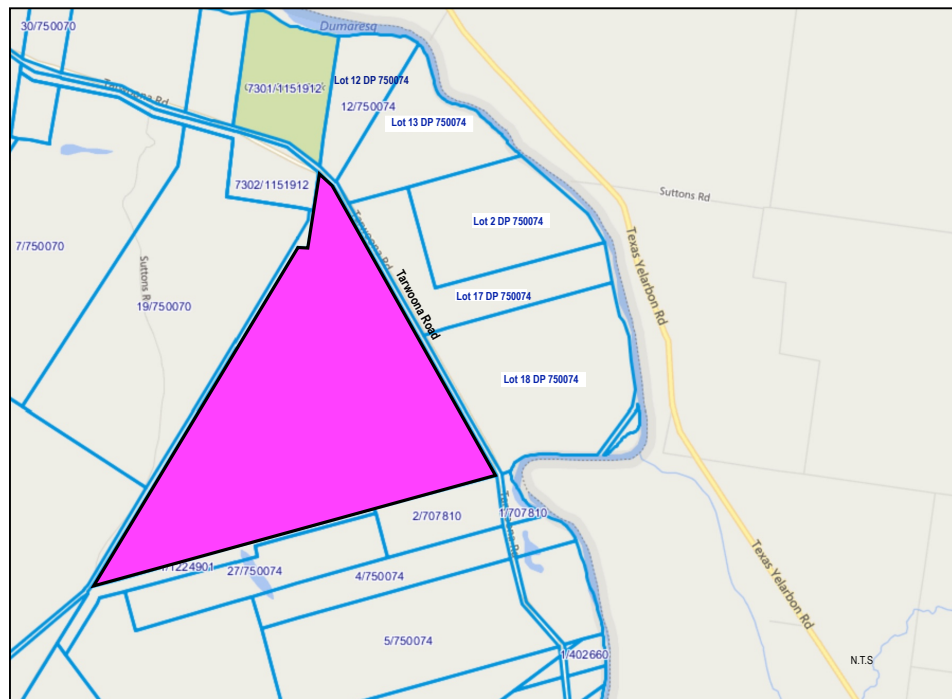 30/750070
Dumaresq
Tarwoona Rd
7301/1151912
Lot 12 DP 750074
12/750074
Lot 13 DP 750074
7302/1151912
Suttons Rd
Tarwoona Rd
Lot 2 DP 750074
7/750070
Texas Yelarbon Rd
Suttons Rd
Tarwoona Road
Lot 17 DP 750074
19/750070
Lot 18 DP 750074
2/707810
1/707810
Tarwoona Rd
Texas Yelarbon Rd
1/1224901
27/750074
4/750074
5/750074
1/402660
N.T.S